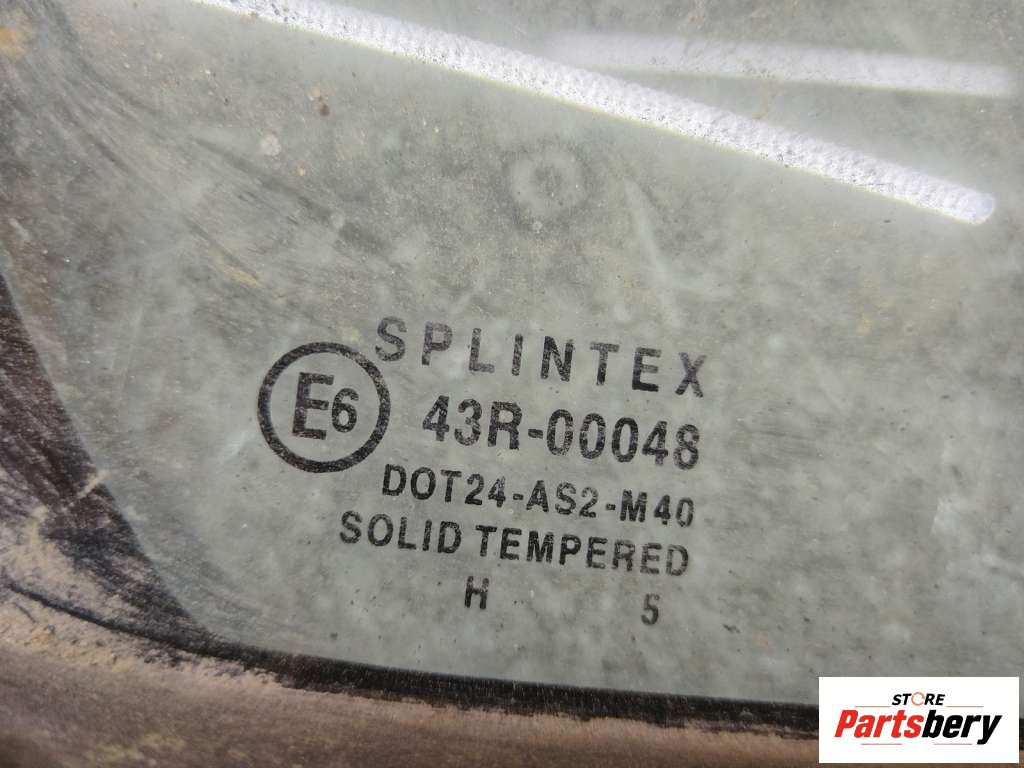 SPLINTEX
E6
43R-00048
DOT24-AS2-M40
SOLID TEMPERED
H 5
STORE
Partsbery